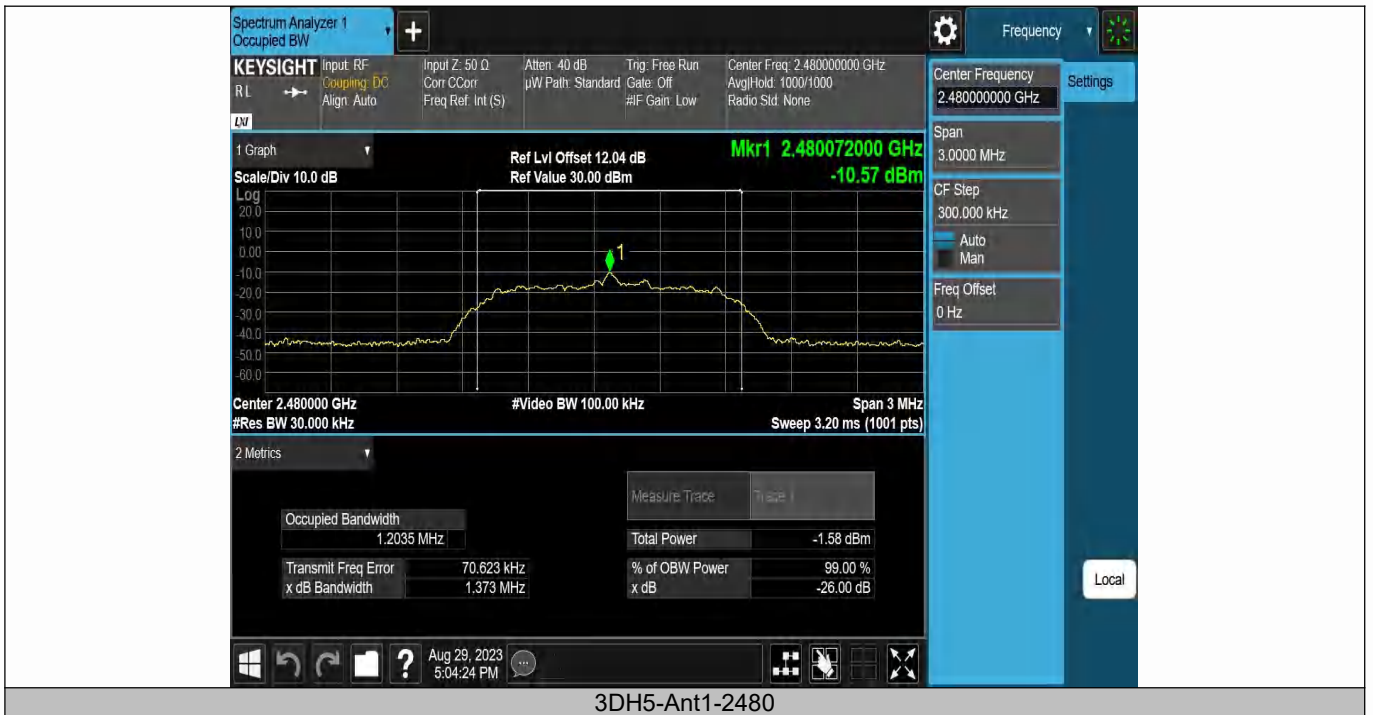 Spectrum Analyzer 1
Occupied BW
+
Frequency
KEYSIGHT
R L
LXI
Input: RF
Coupling: DC
Align: Auto
Input Z: 50 Ω
Corr CCorr
Freq Ref: Int (S)
Atten: 40 dB
µW Path: Standard
Trig: Free Run
Gate: Off
#IF Gain: Low
Center Freq: 2.480000000 GHz
Avg|Hold: 1000/1000
Radio Std: None
Center Frequency
2.480000000 GHz
Settings
Span
3.0000 MHz
CF Step
300.000 kHz
Auto
Man
Freq Offset
0 Hz
Local
1 Graph
Scale/Div 10.0 dB
Ref Lvl Offset 12.04 dB
Ref Value 30.00 dBm
Mkr1 2.480072000 GHz
-10.57 dBm
Log
20.0
10.0
0.00
-10.0
-20.0
-30.0
-40.0
-50.0
-60.0
1
Center 2.480000 GHz
#Video BW 100.00 kHz
Span 3 MHz
#Res BW 30.000 kHz
Sweep 3.20 ms (1001 pts)
2 Metrics
Measure Trace
Trace 1
Occupied Bandwidth
1.2035 MHz
Total Power
-1.58 dBm
Transmit Freq Error
70.623 kHz
% of OBW Power
99.00 %
x dB Bandwidth
1.373 MHz
x dB
-26.00 dB
?
Aug 29, 2023
5:04:24 PM
3DH5-Ant1-2480